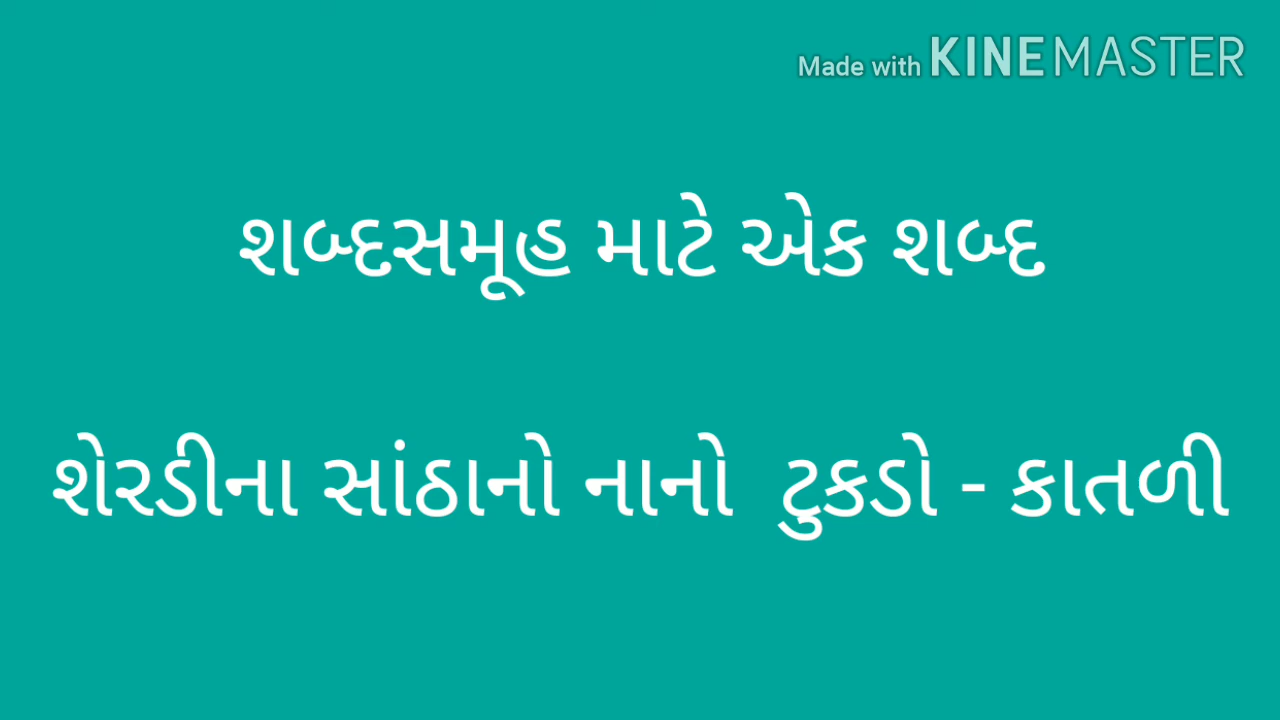 Made with KINEMASTER
શબ્દસમૂહ માટે એક શબ્દ
શેરડીના સાંઠાનો નાનો ટુકડો - કાતળી